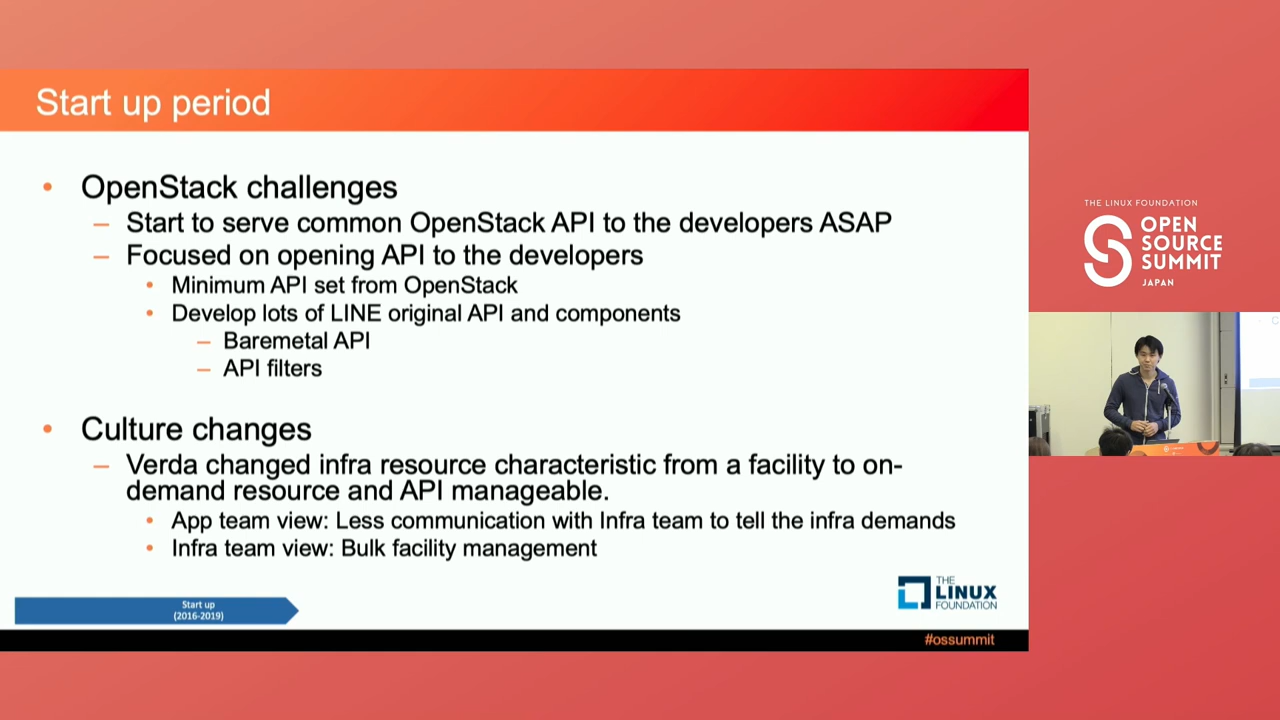 Start up period
• OpenStack challenges
– Start to serve common OpenStack API to the developers ASAP
– Focused on opening API to the developers
• Minimum API set from OpenStack
• Develop lots of LINE original API and components
– Baremetal API
– API filters
• Culture changes
– Verda changed infra resource characteristic from a facility to on-
demand resource and API manageable.
• App team view: Less communication with Infra team to tell the infra demands
• Infra team view: Bulk facility management
Start up
(2016-2019)
THE
LINUX
FOUNDATION
#ossummit
THE LINUX FOUNDATION
OPEN
SOURCE
SUMMIT
JAPAN